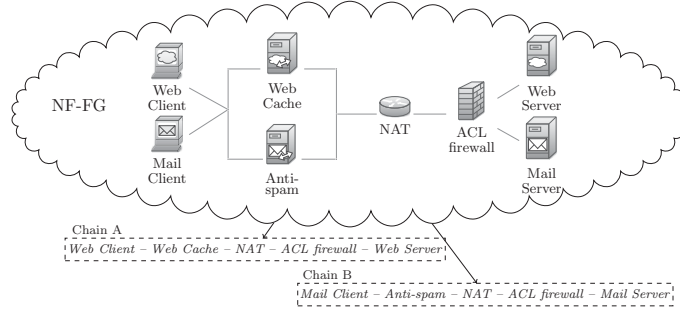 NF-FG
Web
Client
Mail
Client
Web
Cache
Anti-
spam
NAT
ACL
firewall
Web
Server
Mail
Server
Chain A
Web Client – Web Cache – NAT – ACL firewall – Web Server
Chain B
Mail Client – Anti-spam – NAT – ACL firewall – Mail Server